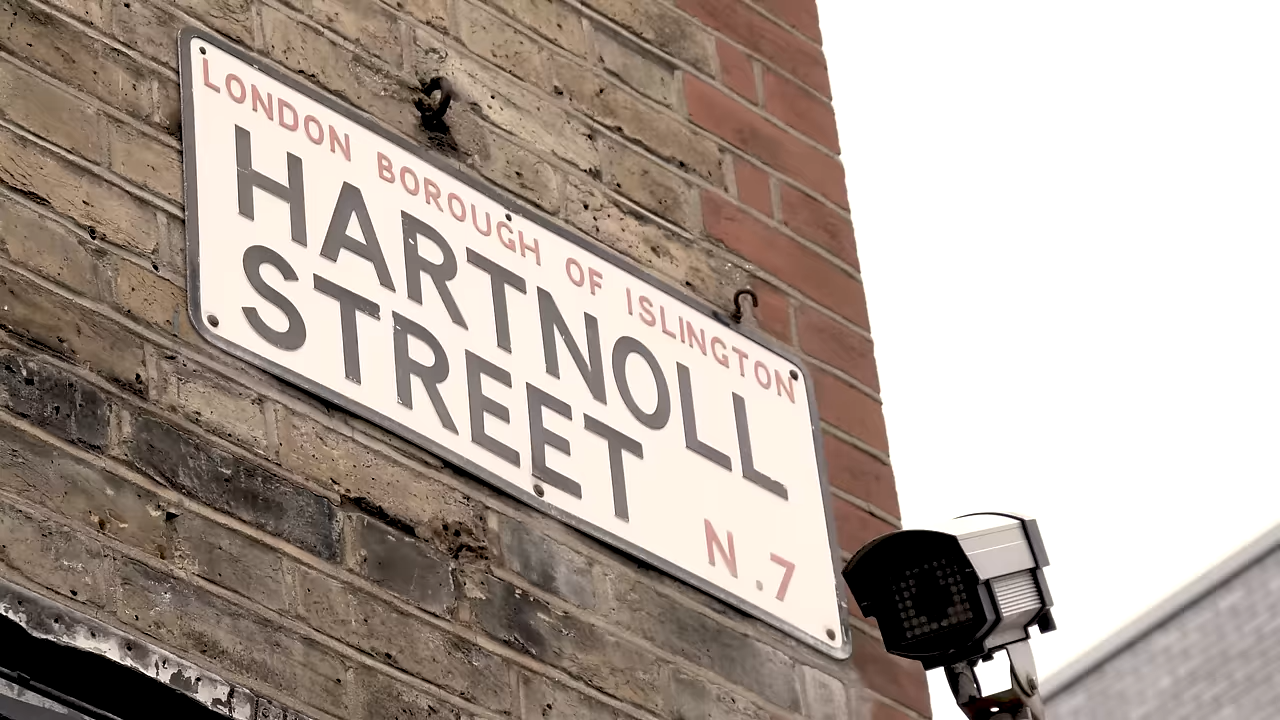 LONDON BOROUGH OF ISLINGTON
HARTNOLL
STREET
N.7